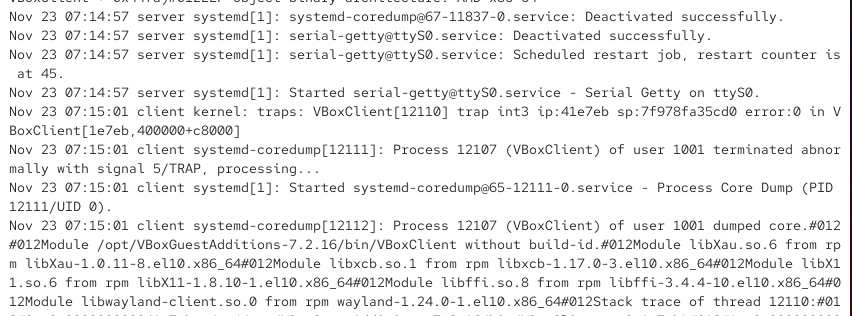 Nov 23 07:14:57 server systemd[1]: systemd-coredump@67-11837-0.service: Deactivated successfully.
Nov 23 07:14:57 server systemd[1]: serial-getty@ttyS0.service: Deactivated successfully.
Nov 23 07:14:57 server systemd[1]: serial-getty@ttyS0.service: Scheduled restart job, restart counter is
 at 45.
Nov 23 07:14:57 server systemd[1]: Started serial-getty@ttyS0.service - Serial Getty on ttyS0.
Nov 23 07:15:01 client kernel: traps: VBoxClient[12110] trap int3 ip:41e7eb sp:7f978fa35cd0 error:0 in V
BoxClient[1e7eb,400000+c8000]
Nov 23 07:15:01 client systemd-coredump[12111]: Process 12107 (VBoxClient) of user 1001 terminated abnor
mally with signal 5/TRAP, processing...
Nov 23 07:15:01 client systemd[1]: Started systemd-coredump@65-12111-0.service - Process Core Dump (PID
12111/UID 0).
Nov 23 07:15:01 client systemd-coredump[12112]: Process 12107 (VBoxClient) of user 1001 dumped core.#012
#012Module /opt/VBoxGuestAdditions-7.2.16/bin/VBoxClient without build-id.#012Module libXau.so.6 from rp
m libXau-1.0.11-8.el10.x86_64#012Module libxcb.so.1 from rpm libxcb-1.17.0-3.el10.x86_64#012Module libX1
1.so.6 from rpm libX11-1.8.10-1.el10.x86_64#012Module libffi.so.8 from rpm libffi-3.4.4-10.el10.x86_64#0
12Module libwayland-client.so.0 from rpm wayland-1.24.0-1.el10.x86_64#012Stack trace of thread 12110:#01